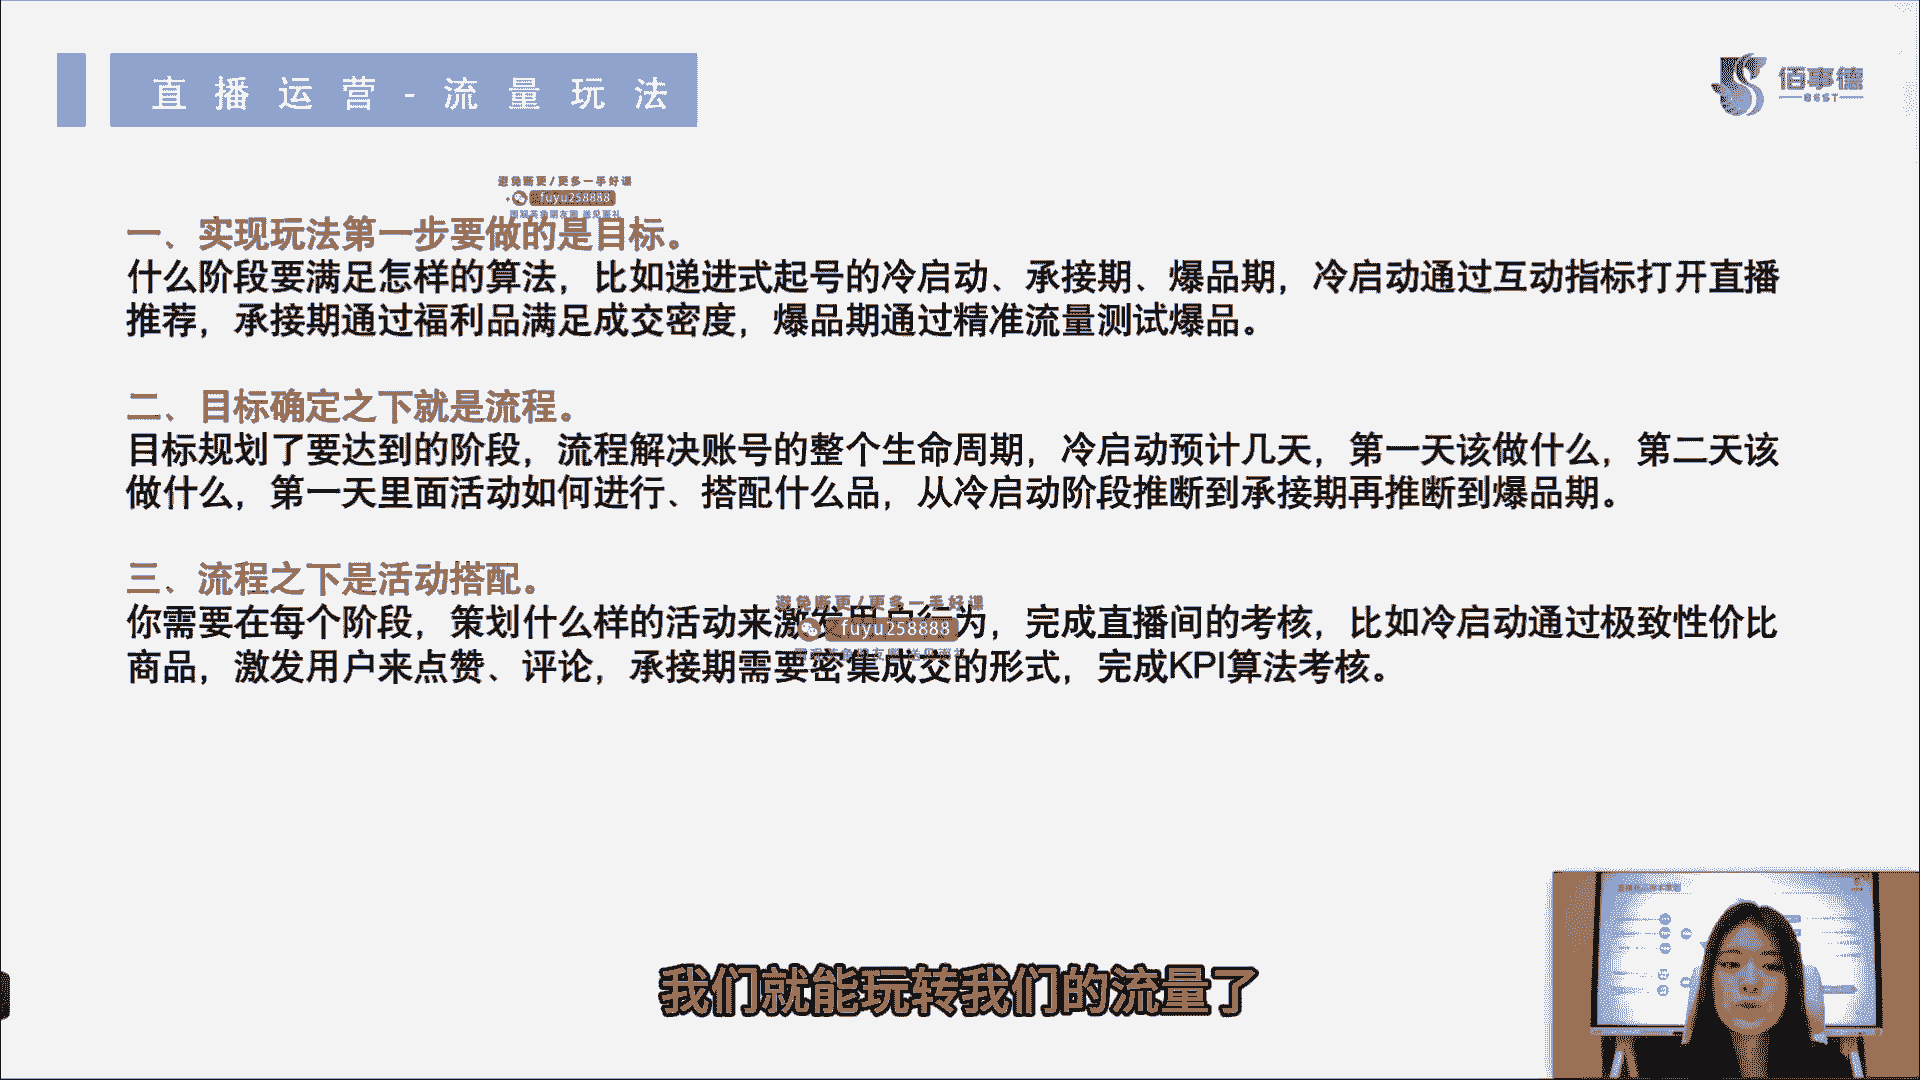 直播运营-流量玩法
佰事德
BEST
避免断更/更多一手好课
fuyu258888
一、实现玩法第一步要做的是目标。
什么阶段要满足怎样的算法，比如递进式起号的冷启动、承接期、爆品期，冷启动通过互动指标打开直播
推荐，承接期通过福利品满足成交密度，爆品期通过精准流量测试爆品。
二、目标确定之下就是流程。
目标规划了要达到的阶段，流程解决账号的整个生命周期，冷启动预计几天，第一天该做什么，第二天该
做什么，第一天里面活动如何进行、搭配什么品，从冷启动阶段推断到承接期再推断到爆品期。
三、流程之下是活动搭配。
避免断更/更多一手好课
你需要在每个阶段，策划什么样的活动来激发用户行为，完成直播间的考核，比如冷启动通过极致性价比
fuyu258888
商品，激发用户来点赞、评论，承接期需要密集成交的形式，完成KPI算法考核。
我们就能玩转我们的流量了